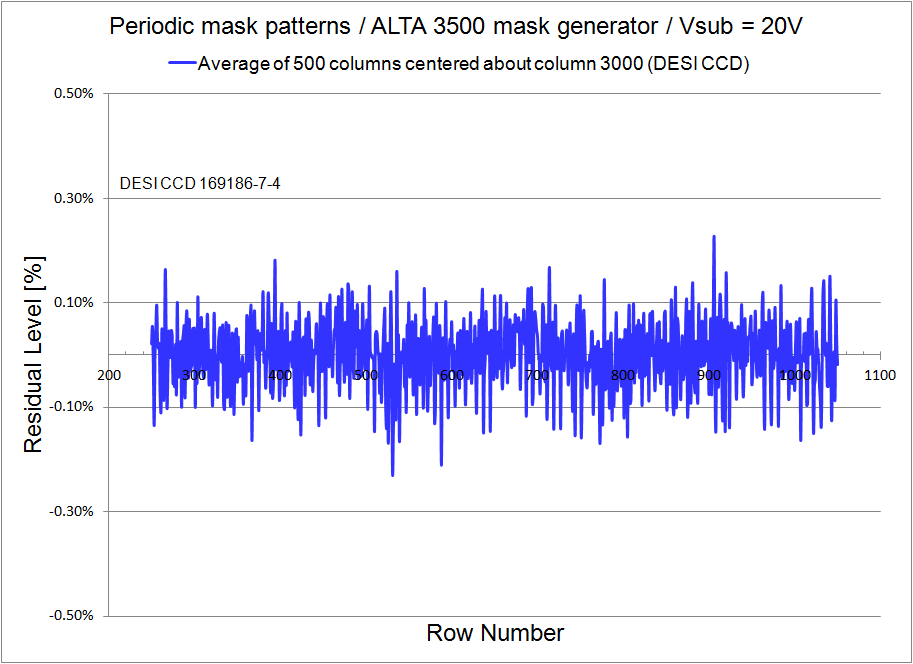 Periodic mask patterns / ALTA 3500 mask generator / Vsub = 20V
Average of 500 columns centered about column 3000 (DESI CCD)
0.50%
DESI CCD 169186-7-4
0.30%
0.10%
200 300 400 500 600 700 800 900 1000 1100
-0.10%
-0.30%
-0.50%
Residual Level [%]
Row Number